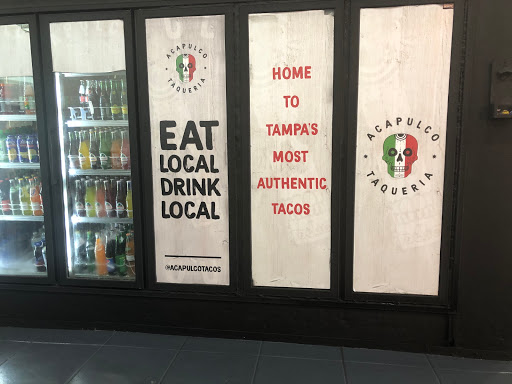 ACAPULCO
TAQUERIA
EAT
LOCAL
DRINK
LOCAL
@ACAPULCOTACOS
HOME
TO
TAMPA'S
MOST
AUTHENTIC
TACOS
ACAPULCO
TAQUERIA